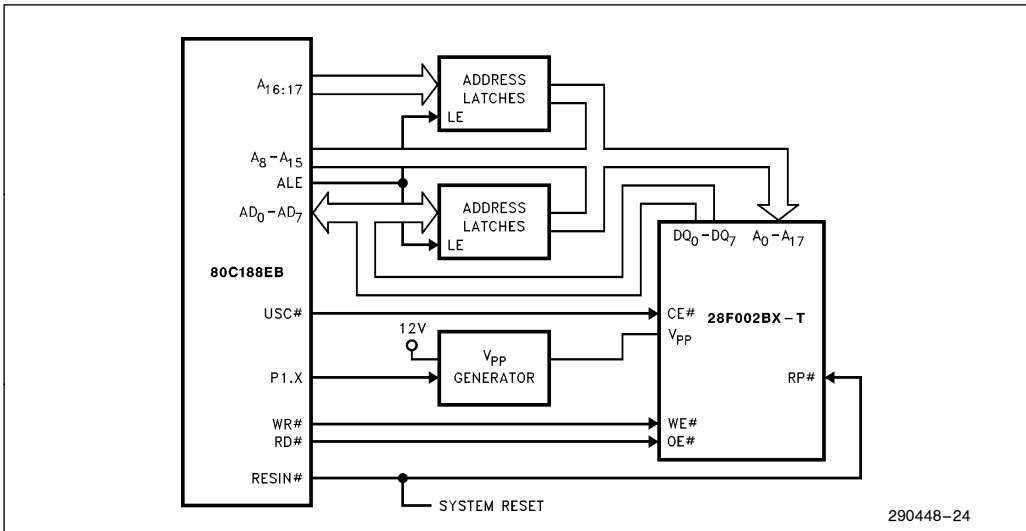 A16:17
A8-A15
ALE
AD0-AD7
80C188EB
USC#
P1.X
WR#
RD#
RESIN#
ADDRESS
LATCHES
LE
ADDRESS
LATCHES
LE
12V
VPP
GENERATOR
SYSTEM RESET
DQ0-DQ7 A0-A17
CE#
28F002BX-T
VPP
RP#
WE#
OE#
290448-24